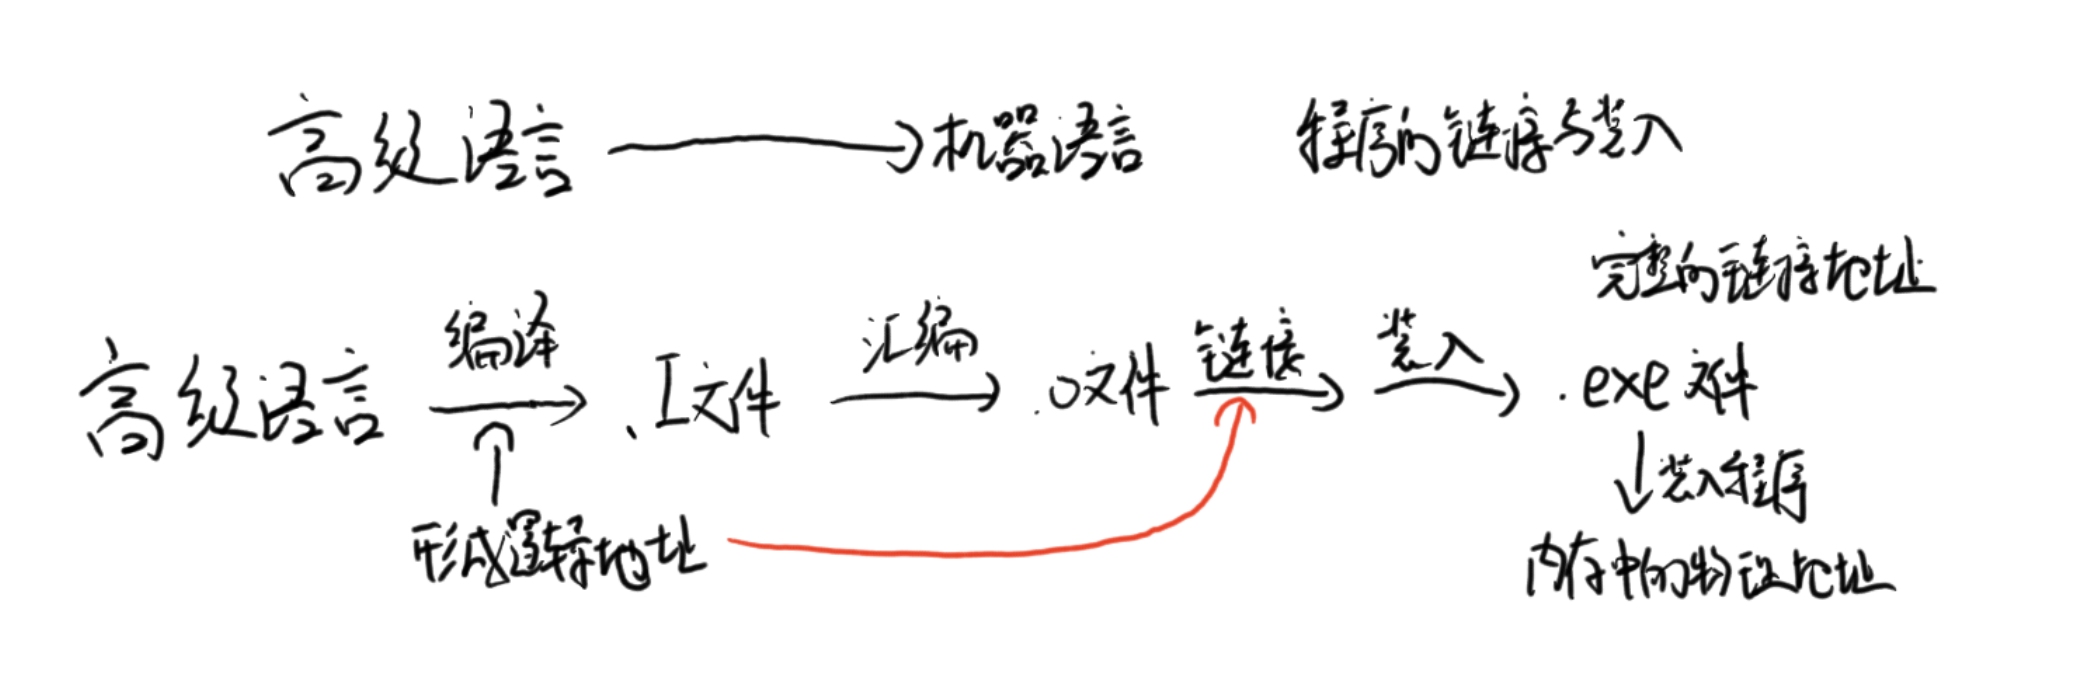 高级语言 机器语言 程序的链接与装入
完整的链接地址
高级语言 编译 .I文件 汇编 .o文件 链接 装入 .exe文件
装入程序
形成逻辑地址
内存中的物理地址